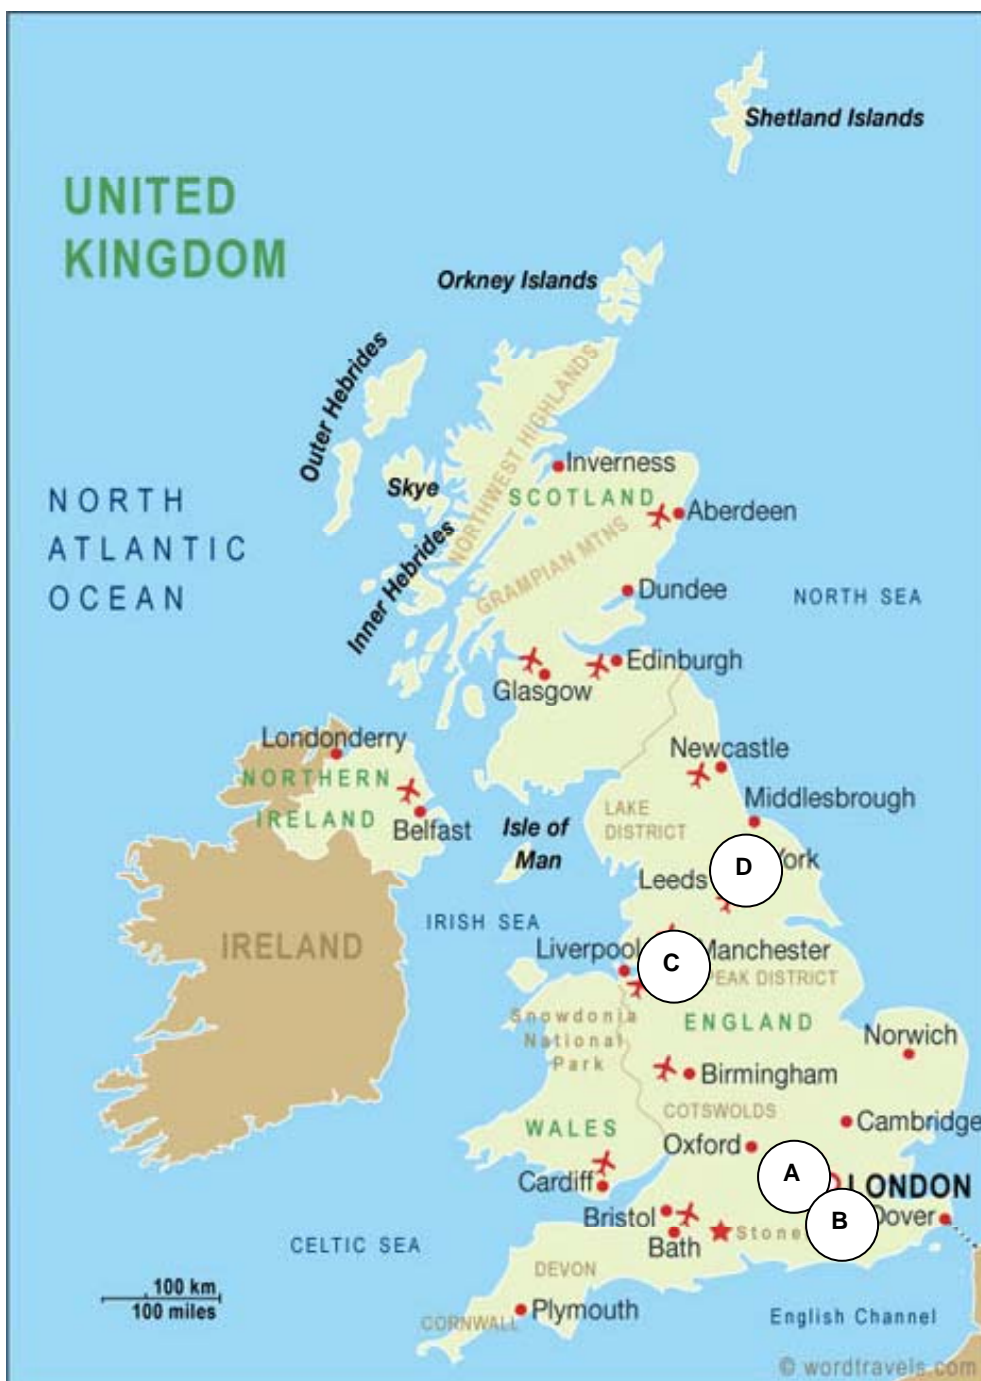 Shetland Islands
UNITED
KINGDOM
Orkney Islands
Outer Hebrides
NORTHWEST HIGHLANDS
Inverness
Skye
SCOTLAND
NORTH
ATLANTIC
OCEAN
Aberdeen
GRAMPIAN MTNS
Inner Hebrides
Dundee
NORTH SEA
Edinburgh
Glasgow
Londonderry
Newcastle
NORTHERN
IRELAND
Middlesbrough
LAKE
DISTRICT
Belfast
Isle of
Man
D
York
Leeds
IRISH SEA
IRELAND
Liverpool
C
Manchester
PEAK DISTRICT
Snowdonia
National
Park
ENGLAND
Norwich
Birmingham
COTSWOLDS
Cambridge
WALES
Oxford
A
Cardiff
LONDON
Bristol
B
Dover
Stone
Bath
CELTIC SEA
DEVON
100 km
100 miles
Plymouth
CORNWALL
English Channel
© wordtravels.com